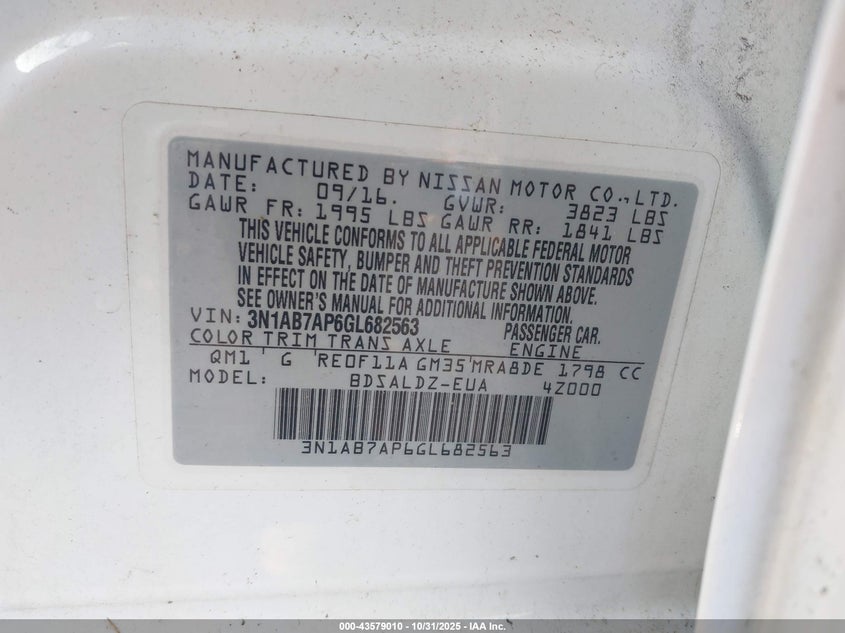 MANUFACTURED BY NISSAN MOTOR CO., LTD.
DATE: 09/16. GVWR: 3823 LBS
GAWR FR: 1995 LBS GAWR RR: 1841 LBS
THIS VEHICLE CONFORMS TO ALL APPLICABLE FEDERAL MOTOR
VEHICLE SAFETY, BUMPER AND THEFT PREVENTION STANDARDS
IN EFFECT ON THE DATE OF MANUFACTURE SHOWN ABOVE.
SEE OWNER'S MANUAL FOR ADDITIONAL INFORMATION.
VIN: 3N1AB7AP6GL682563 PASSENGER CAR.
COLOR TRIM TRANS AXLE ENGINE
QM1 G RE0F11A GM35 MRA8DE 1798 CC
MODEL: BDSALDZ-EUA 4Z000
3N1AB7AP6GL682563
000-43579010 - 10/31/2025 - IAA Inc.